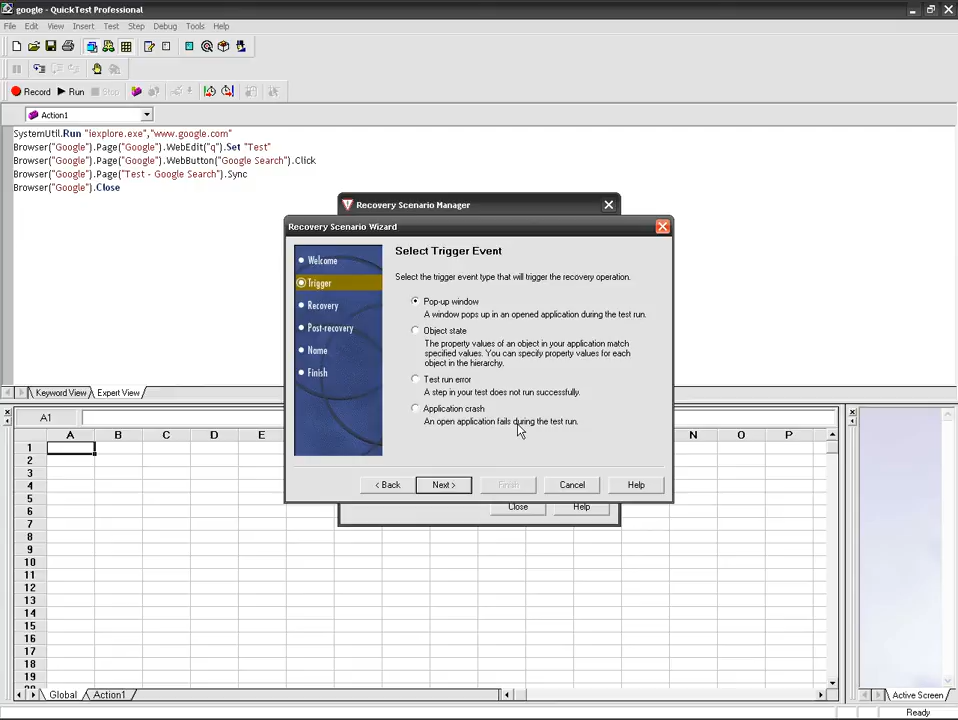 google - QuickTest Professional
File Edit View Insert Test Step Debug Tools Help
Record Run Stop
Action1
SystemUtil.Run "iexplore.exe","www.google.com"
Browser("Google").Page("Google").WebEdit("q").Set "Test"
Browser("Google").Page("Google").WebButton("Google Search").Click
Browser("Google").Page("Test - Google Search").Sync
Browser("Google").Close
Recovery Scenario Manager
Recovery Scenario Wizard
Welcome
Trigger
Recovery
Post-recovery
Name
Finish
Select Trigger Event
Select the trigger event type that will trigger the recovery operation.
Pop-up window
A window pops up in an opened application during the test run.
Object state
The property values of an object in your application match
specified values. You can specify property values for each
object in the hierarchy.
Test run error
A step in your test does not run successfully.
Application crash
An open application fails during the test run.
< Back Next > Finish Cancel Help
Close Help
Keyword View Expert View
A1
A B C D E N O P
1
2
3
4
5
6
7
8
9
10
11
12
13
14
15
16
17
18
19
Global Action1
Active Screen
Ready